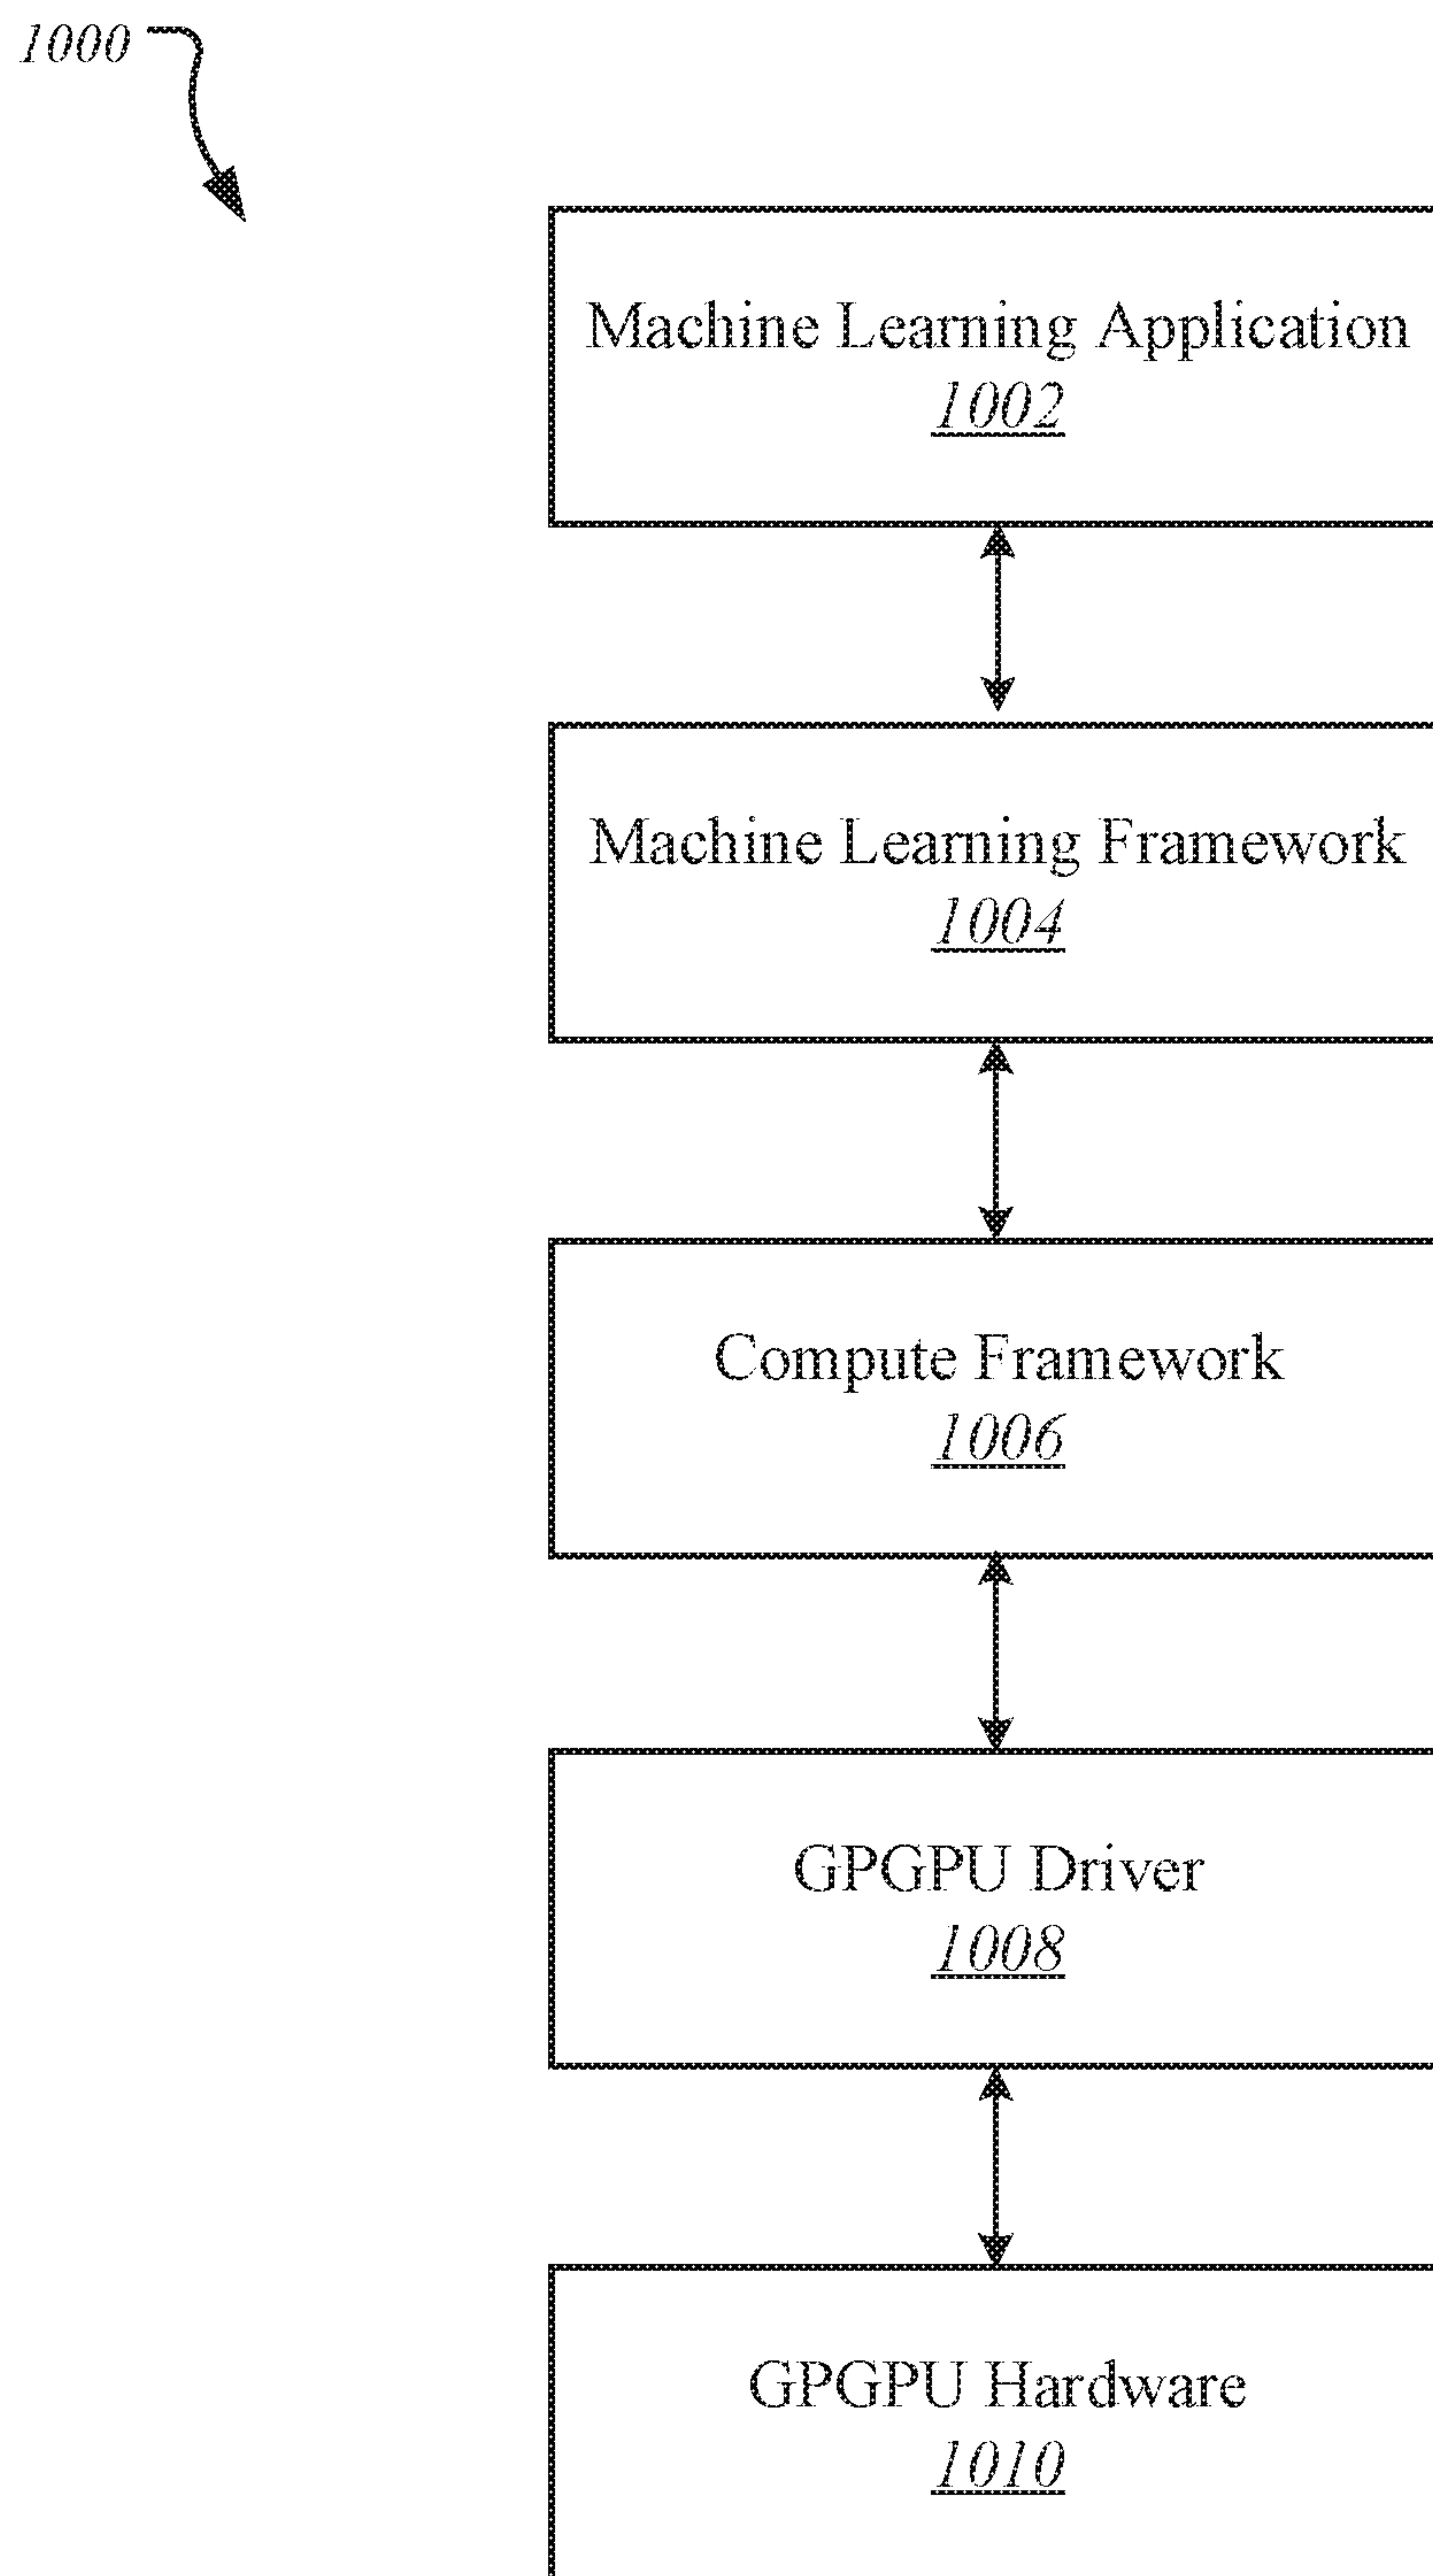 1000
Machine Learning Application
1002
Machine Learning Framework
1004
Compute Framework
1006
GPGPU Driver
1008
GPGPU Hardware
1010